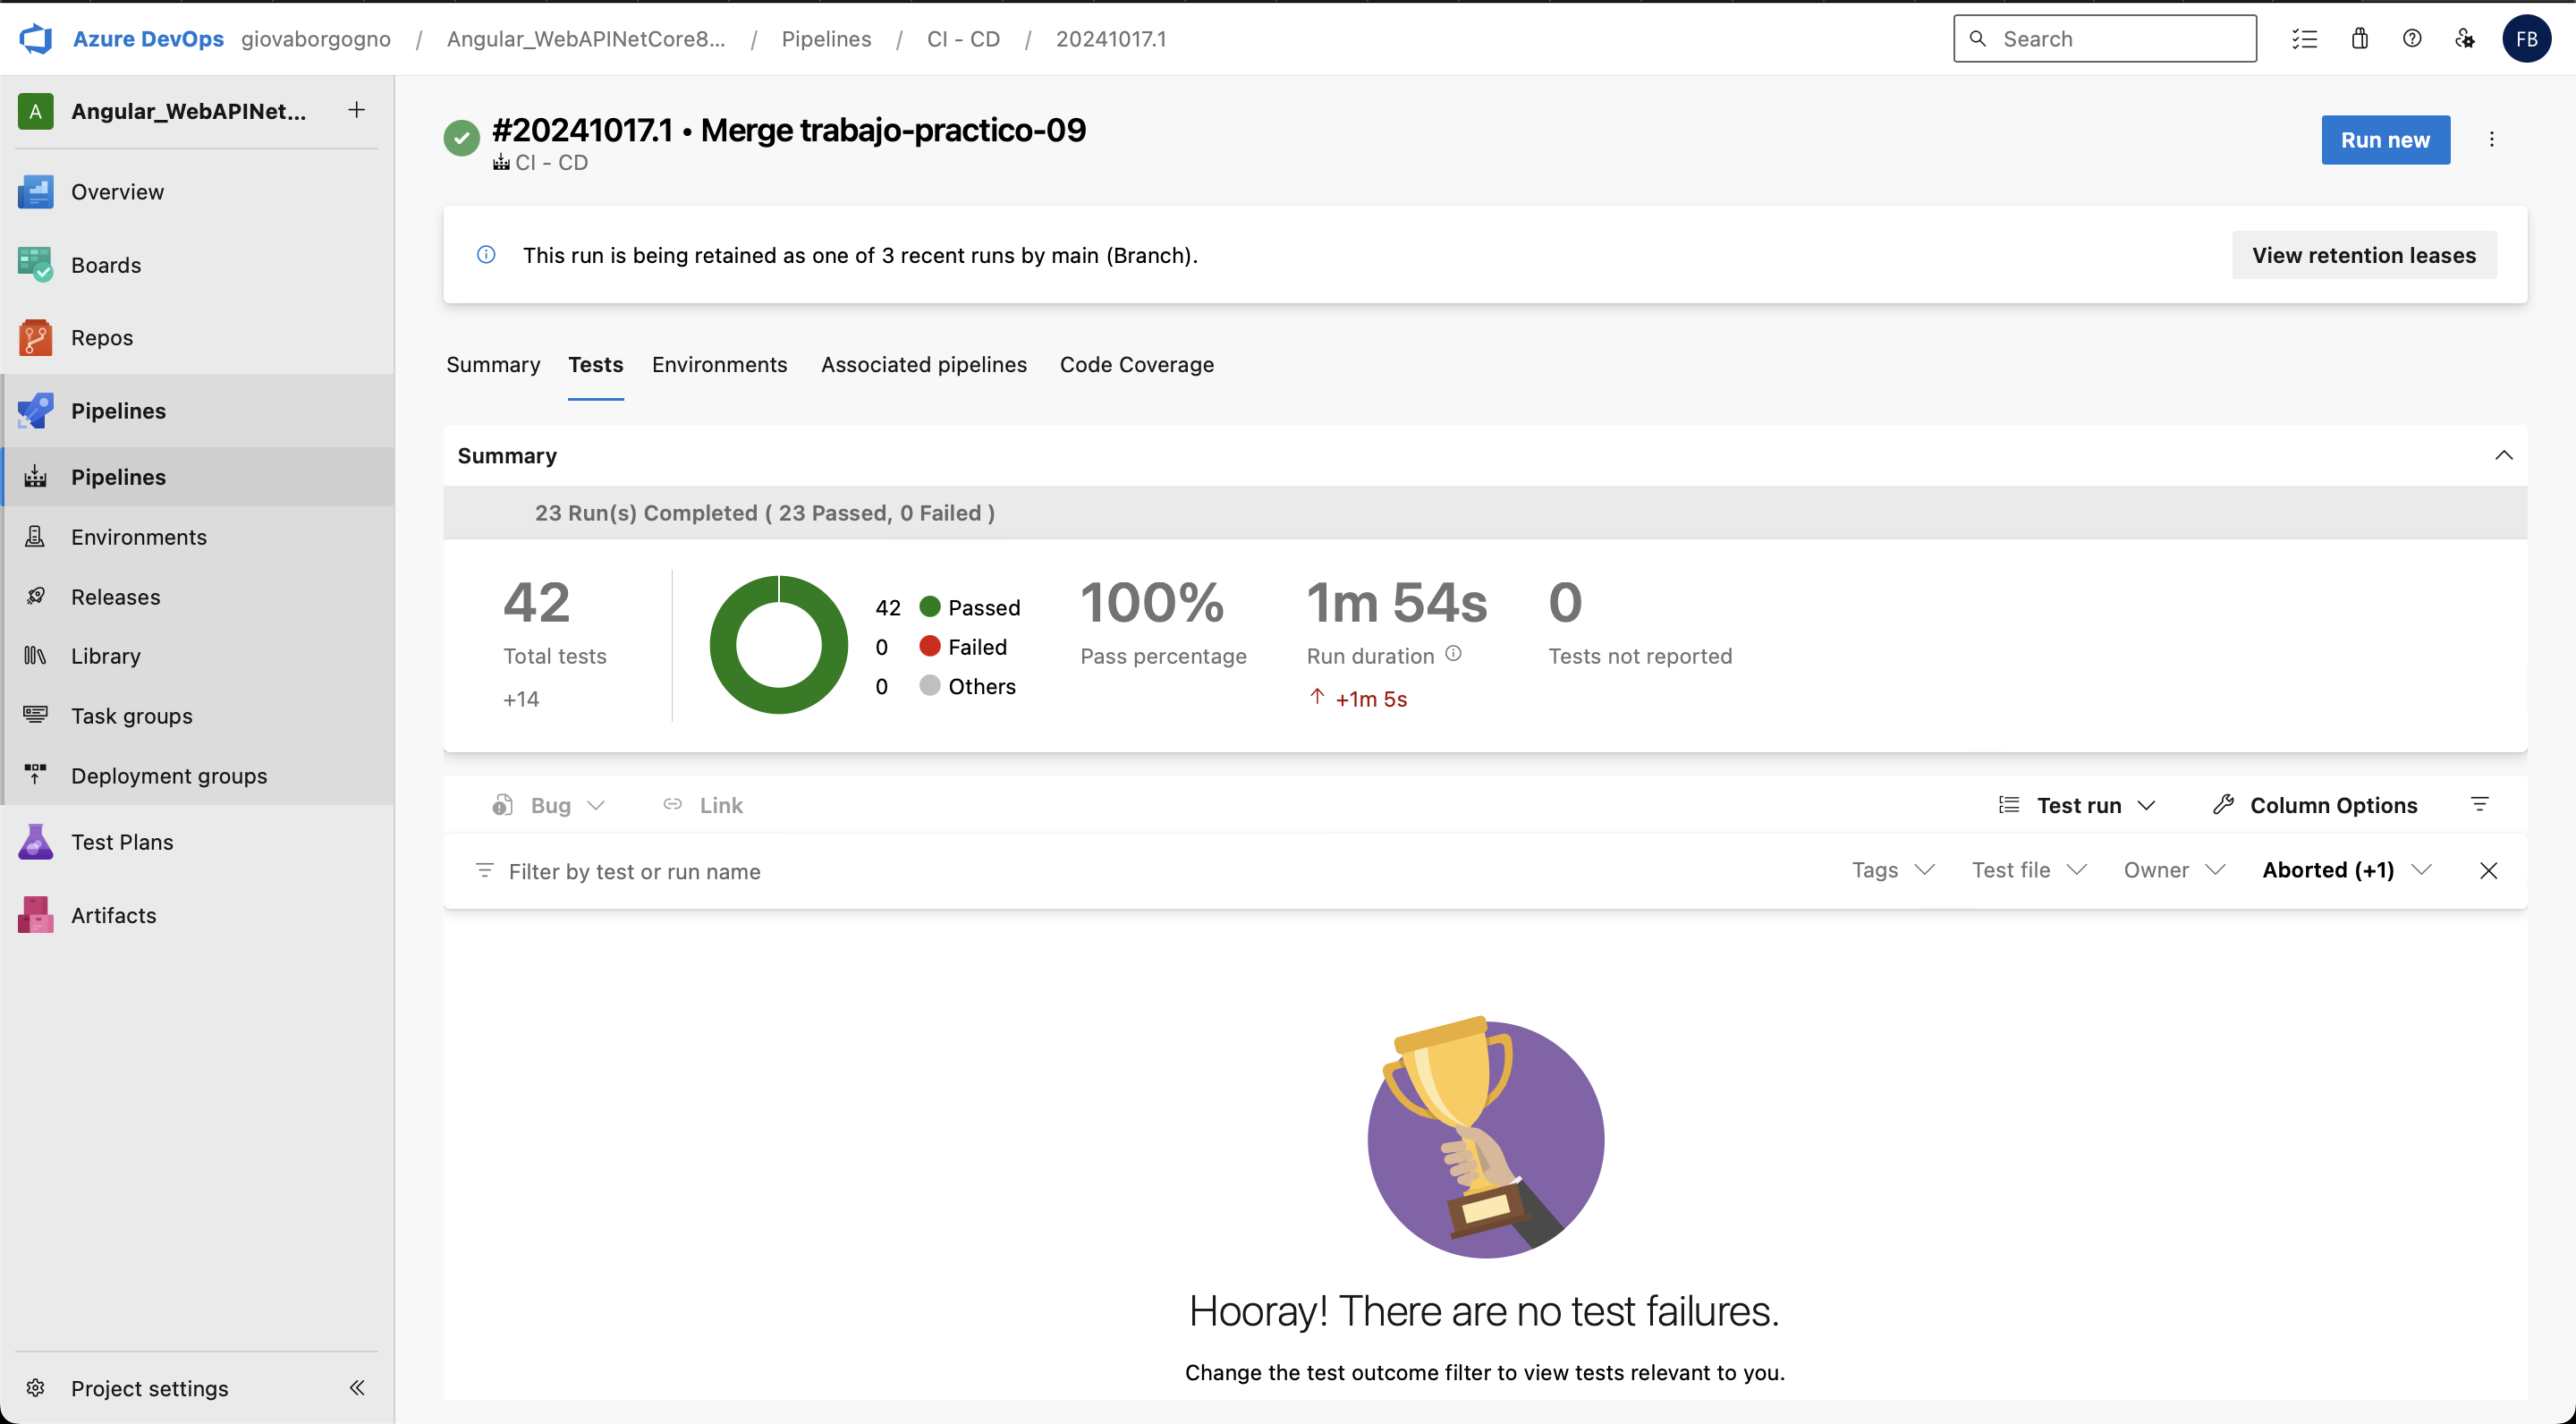 Azure DevOps giovaborgogno / Angular_WebAPINetCore8... / Pipelines / CI - CD / 20241017.1
Search
FB
A Angular_WebAPINet...
Overview
Boards
Repos
Pipelines
Pipelines
Environments
Releases
Library
Task groups
Deployment groups
Test Plans
Artifacts
Project settings
#20241017.1 • Merge trabajo-practico-09
CI - CD
Run new
This run is being retained as one of 3 recent runs by main (Branch).
View retention leases
Summary Tests Environments Associated pipelines Code Coverage
Summary
23 Run(s) Completed ( 23 Passed, 0 Failed )
42
Total tests
+14
42 Passed
0 Failed
0 Others
100%
Pass percentage
1m 54s
Run duration
+1m 5s
0
Tests not reported
Bug Link Test run Column Options
Filter by test or run name Tags Test file Owner Aborted (+1)
Hooray! There are no test failures.
Change the test outcome filter to view tests relevant to you.